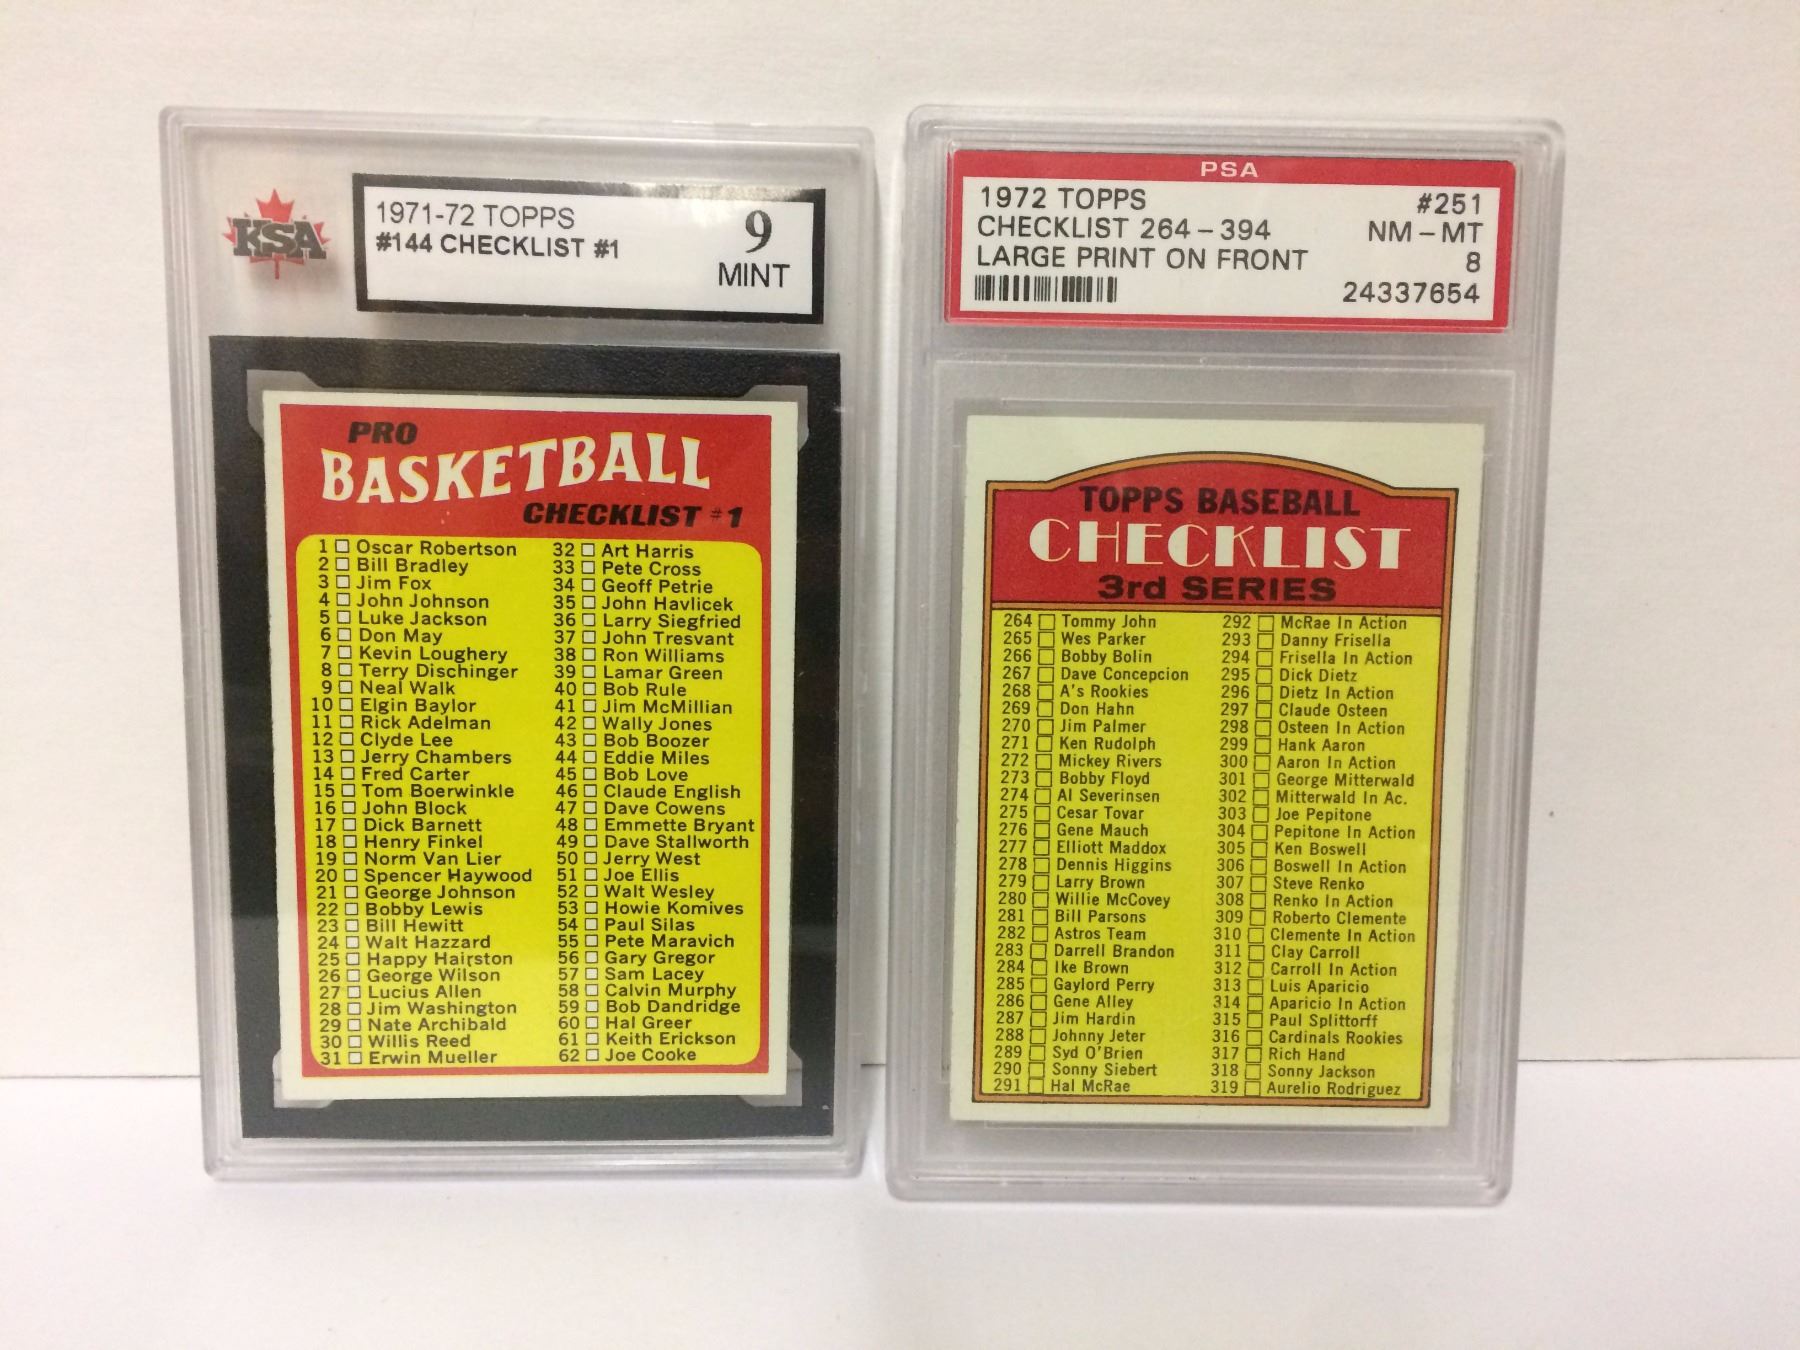 KSA
1971-72 TOPPS
#144 CHECKLIST #1
9
MINT
PRO
BASKETBALL
CHECKLIST #1
1 Oscar Robertson
2 Bill Bradley
3 Jim Fox
4 John Johnson
5 Luke Jackson
6 Don May
7 Kevin Loughery
8 Terry Dischinger
9 Neal Walk
10 Elgin Baylor
11 Rick Adelman
12 Clyde Lee
13 Jerry Chambers
14 Fred Carter
15 Tom Boerwinkle
16 John Block
17 Dick Barnett
18 Henry Finkel
19 Norm Van Lier
20 Spencer Haywood
21 George Johnson
22 Bobby Lewis
23 Bill Hewitt
24 Walt Hazzard
25 Happy Hairston
26 George Wilson
27 Lucius Allen
28 Jim Washington
29 Nate Archibald
30 Willis Reed
31 Erwin Mueller
32 Art Harris
33 Pete Cross
34 Geoff Petrie
35 John Havlicek
36 Larry Siegfried
37 John Tresvant
38 Ron Williams
39 Lamar Green
40 Bob Rule
41 Jim McMillian
42 Wally Jones
43 Bob Boozer
44 Eddie Miles
45 Bob Love
46 Claude English
47 Dave Cowens
48 Emmette Bryant
49 Dave Stallworth
50 Jerry West
51 Joe Ellis
52 Walt Wesley
53 Howie Komives
54 Paul Silas
55 Pete Maravich
56 Gary Gregor
57 Sam Lacey
58 Calvin Murphy
59 Bob Dandridge
60 Hal Greer
61 Keith Erickson
62 Joe Cooke
PSA
1972 TOPPS #251
CHECKLIST 264-394 NM-MT
LARGE PRINT ON FRONT 8
24337654
TOPPS BASEBALL
CHECKLIST
3rd SERIES
264 Tommy John
265 Wes Parker
266 Bobby Bolin
267 Dave Concepcion
268 A's Rookies
269 Don Hahn
270 Jim Palmer
271 Ken Rudolph
272 Mickey Rivers
273 Bobby Floyd
274 Al Severinsen
275 Cesar Tovar
276 Gene Mauch
277 Elliott Maddox
278 Dennis Higgins
279 Larry Brown
280 Willie McCovey
281 Bill Parsons
282 Astros Team
283 Darrell Brandon
284 Ike Brown
285 Gaylord Perry
286 Gene Alley
287 Jim Hardin
288 Johnny Jeter
289 Syd O'Brien
290 Sonny Siebert
291 Hal McRae
292 McRae In Action
293 Danny Frisella
294 Frisella In Action
295 Dick Dietz
296 Dietz In Action
297 Claude Osteen
298 Osteen In Action
299 Hank Aaron
300 Aaron In Action
301 George Mitterwald
302 Mitterwald In Ac.
303 Joe Pepitone
304 Pepitone In Action
305 Ken Boswell
306 Boswell In Action
307 Steve Renko
308 Renko In Action
309 Roberto Clemente
310 Clemente In Action
311 Clay Carroll
312 Carroll In Action
313 Luis Aparicio
314 Aparicio In Action
315 Paul Splittorff
316 Cardinals Rookies
317 Rich Hand
318 Sonny Jackson
319 Aurelio Rodriguez